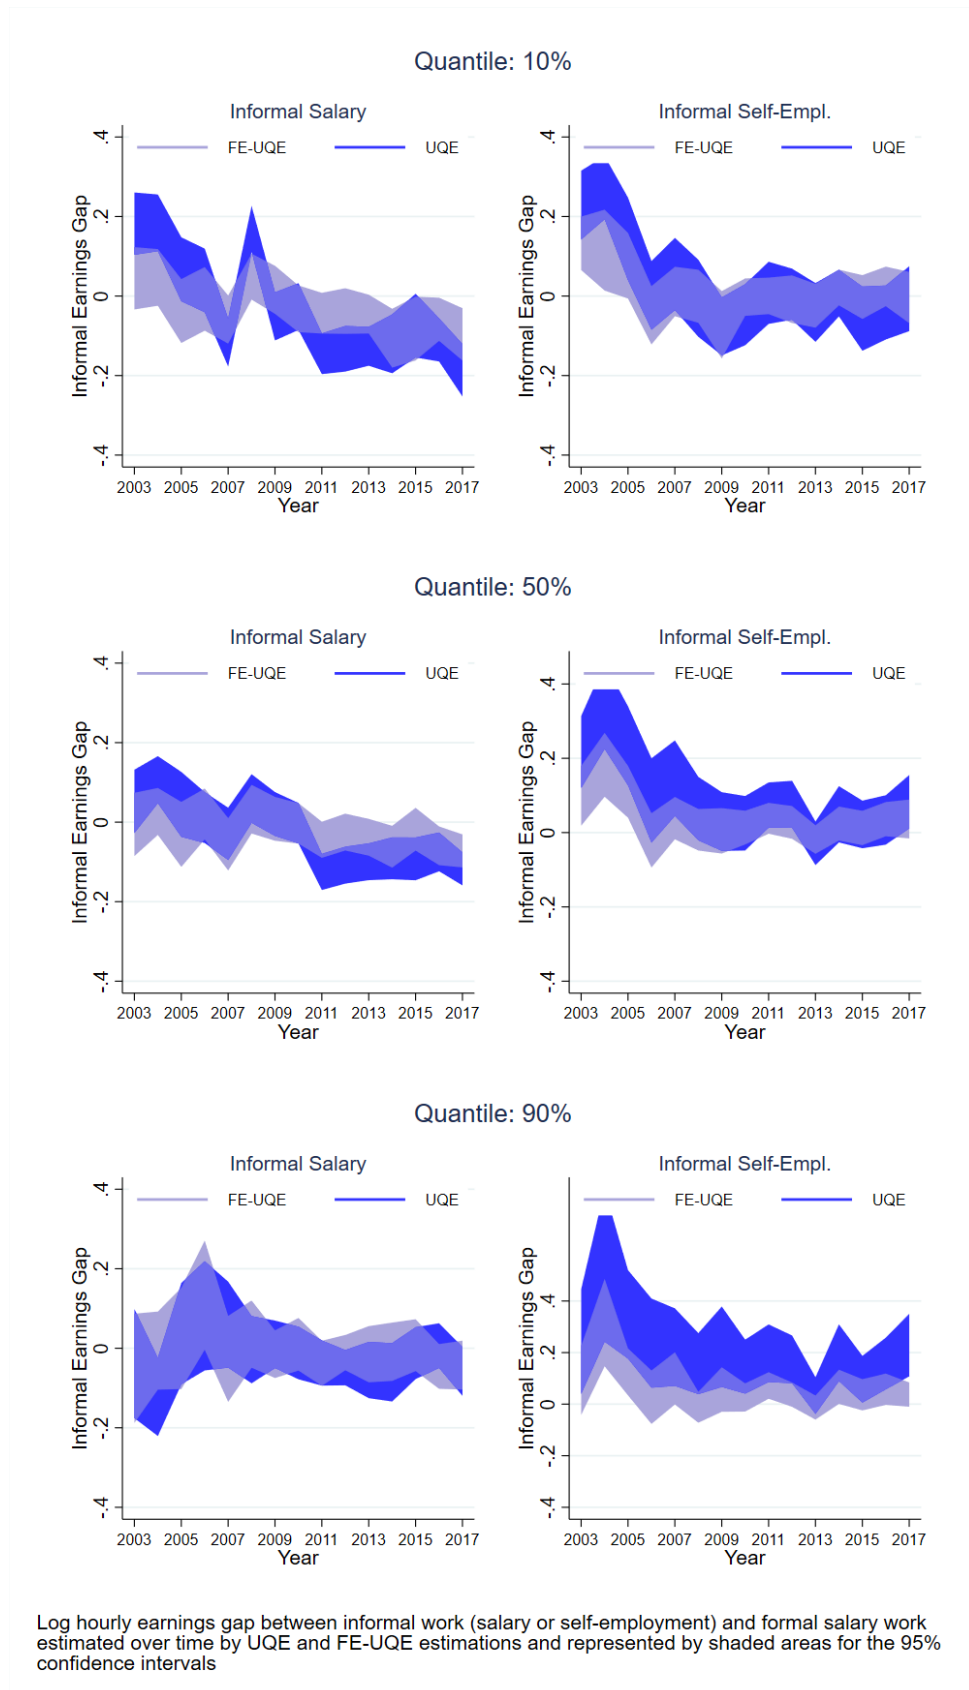 Quantile: 10%
Informal Salary
FE-UQE UQE
Informal Earnings Gap
.4
.2
0
-.2
-.4
2003 2005 2007 2009 2011 2013 2015 2017
Year
Informal Self-Empl.
FE-UQE UQE
Informal Earnings Gap
.4
.2
0
-.2
-.4
2003 2005 2007 2009 2011 2013 2015 2017
Year
Quantile: 50%
Informal Salary
FE-UQE UQE
Informal Earnings Gap
.4
.2
0
-.2
-.4
2003 2005 2007 2009 2011 2013 2015 2017
Year
Informal Self-Empl.
FE-UQE UQE
Informal Earnings Gap
.4
.2
0
-.2
-.4
2003 2005 2007 2009 2011 2013 2015 2017
Year
Quantile: 90%
Informal Salary
FE-UQE UQE
Informal Earnings Gap
.4
.2
0
-.2
-.4
2003 2005 2007 2009 2011 2013 2015 2017
Year
Informal Self-Empl.
FE-UQE UQE
Informal Earnings Gap
.4
.2
0
-.2
-.4
2003 2005 2007 2009 2011 2013 2015 2017
Year
Log hourly earnings gap between informal work (salary or self-employment) and formal salary work
estimated over time by UQE and FE-UQE estimations and represented by shaded areas for the 95%
confidence intervals